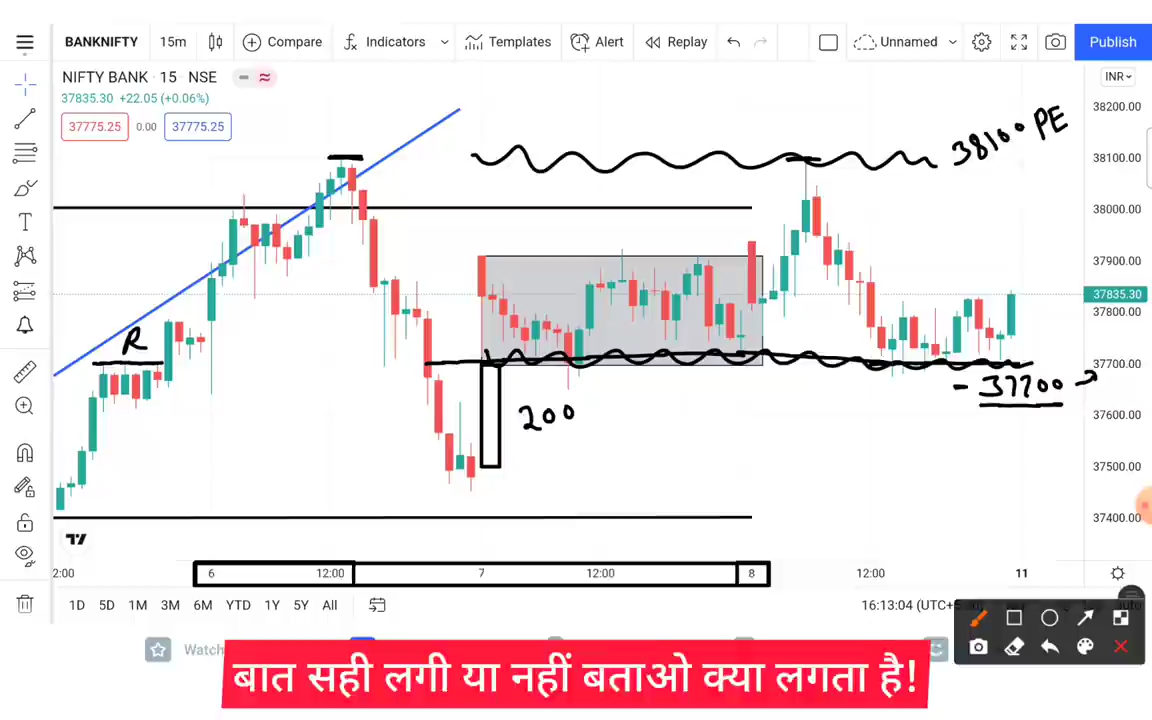 BANKNIFTY 15m Compare Indicators Templates Alert Replay Unnamed Publish
NIFTY BANK · 15 · NSE
INR
37835.30 +22.05 (+0.06%)
37775.25 0.00 37775.25
38200.00
38100 PE
38100.00
38000.00
37900.00
37835.30
37800.00
R
37700.00
- 37700
200
37600.00
37500.00
37400.00
2:00 6 12:00 7 12:00 8 12:00 11
1D 5D 1M 3M 6M YTD 1Y 5Y All
16:13:04 (UTC+5 auto
Watch
बात सही लगी या नहीं बताओ क्या लगता है!